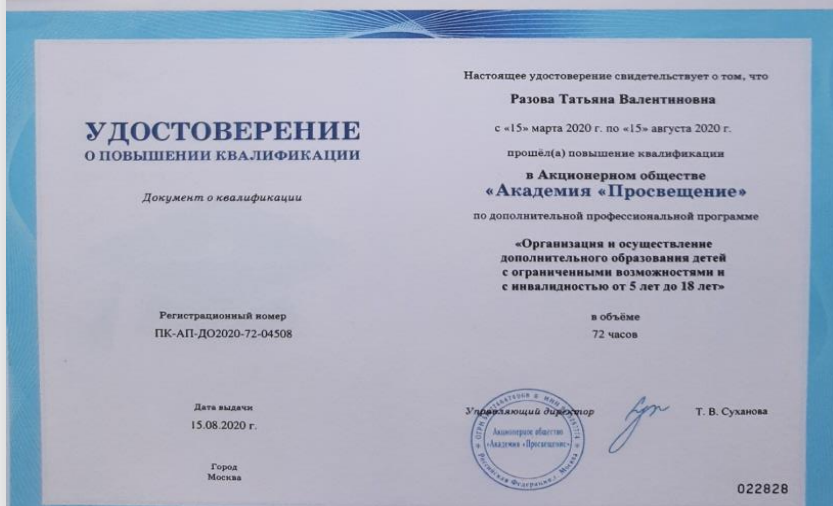 УДОСТОВЕРЕНИЕ
О ПОВЫШЕНИИ КВАЛИФИКАЦИИ
Документ о квалификации
Регистрационный номер
ПК-АП-ДО2020-72-04508
Дата выдачи
15.08.2020 г.
Город
Москва
Настоящее удостоверение свидетельствует о том, что
Разова Татьяна Валентиновна
с «15» марта 2020 г. по «15» августа 2020 г.
прошёл(а) повышение квалификации
в Акционерном обществе
«Академия «Просвещение»
по дополнительной профессиональной программе
«Организация и осуществление
дополнительного образования детей
с ограниченными возможностями и
с инвалидностью от 5 лет до 18 лет»
в объёме
72 часов
Управляющий директор
Т. В. Суханова
Акционерное общество
«Академия «Просвещение»
Российская Федерация г. Москва
022828